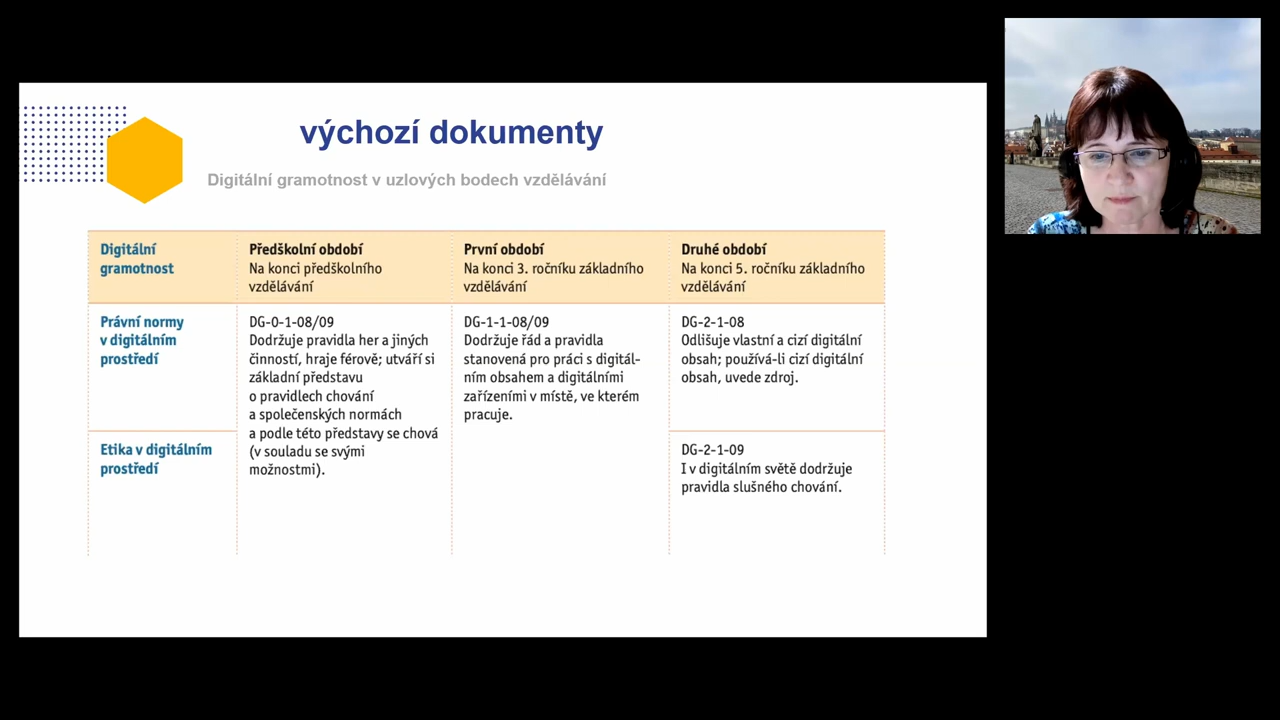 výchozí dokumenty
Digitální gramotnost v uzlových bodech vzdělávání
Digitální
gramotnost
Předškolní období
Na konci předškolního
vzdělávání
První období
Na konci 3. ročníku základního
vzdělávání
Druhé období
Na konci 5. ročníku základního
vzdělávání
Právní normy
v digitálním
prostředí
DG-0-1-08/09
Dodržuje pravidla her a jiných
činností, hraje férově; utváří si
základní představu
o pravidlech chování
a společenských normách
a podle této představy se chová
(v souladu se svými
možnostmi).
DG-1-1-08/09
Dodržuje řád a pravidla
stanovená pro práci s digitál-
ním obsahem a digitálními
zařízeními v místě, ve kterém
pracuje.
DG-2-1-08
Odlišuje vlastní a cizí digitální
obsah; používá-li cizí digitální
obsah, uvede zdroj.
Etika v digitálním
prostředí
DG-2-1-09
I v digitálním světě dodržuje
pravidla slušného chování.